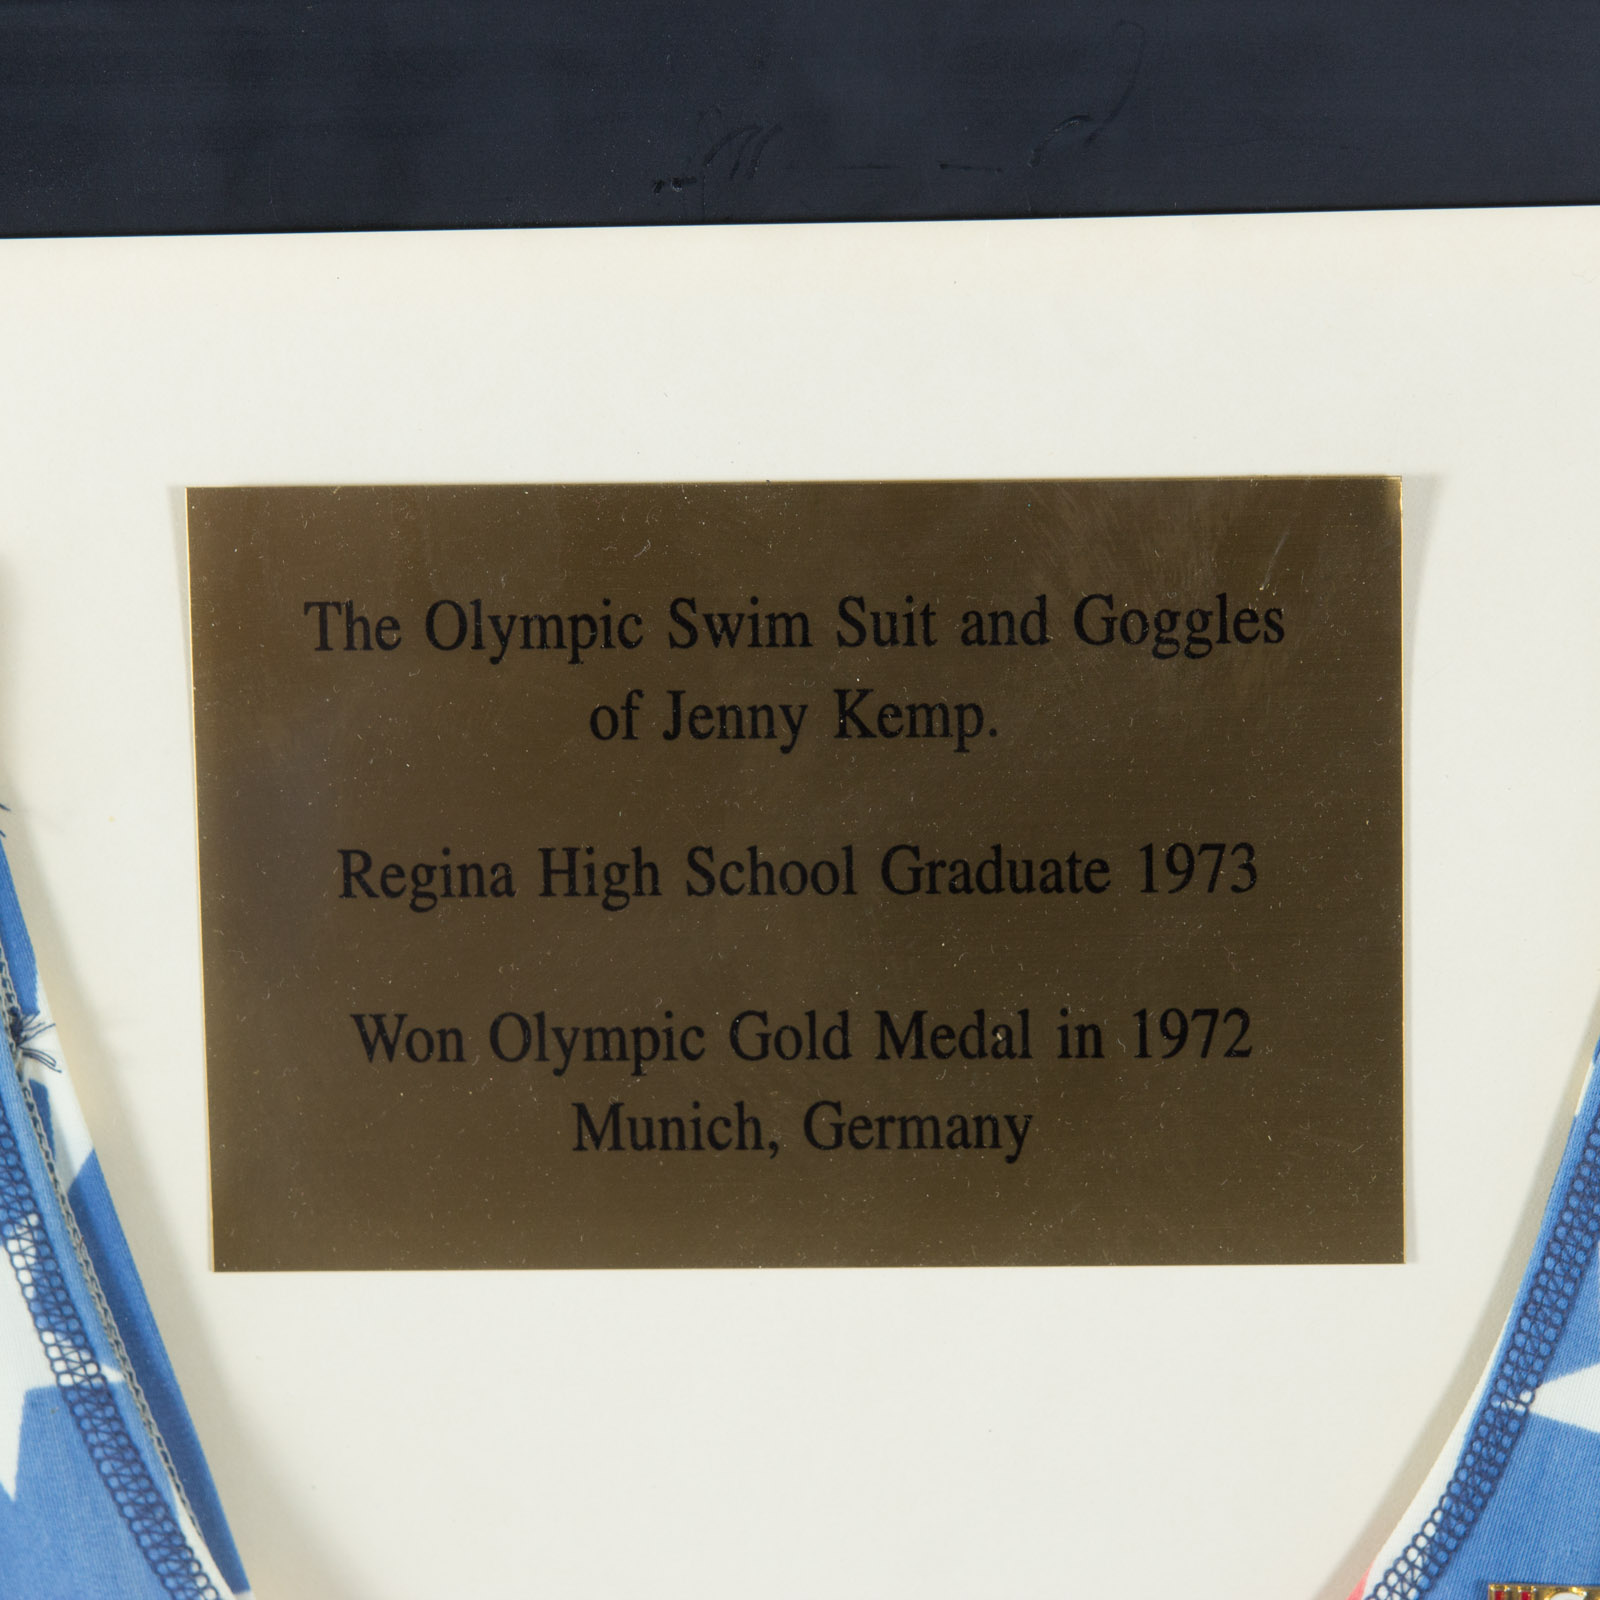 The Olympic Swim Suit and Goggles
of Jenny Kemp.
Regina High School Graduate 1973
Won Olympic Gold Medal in 1972
Munich, Germany